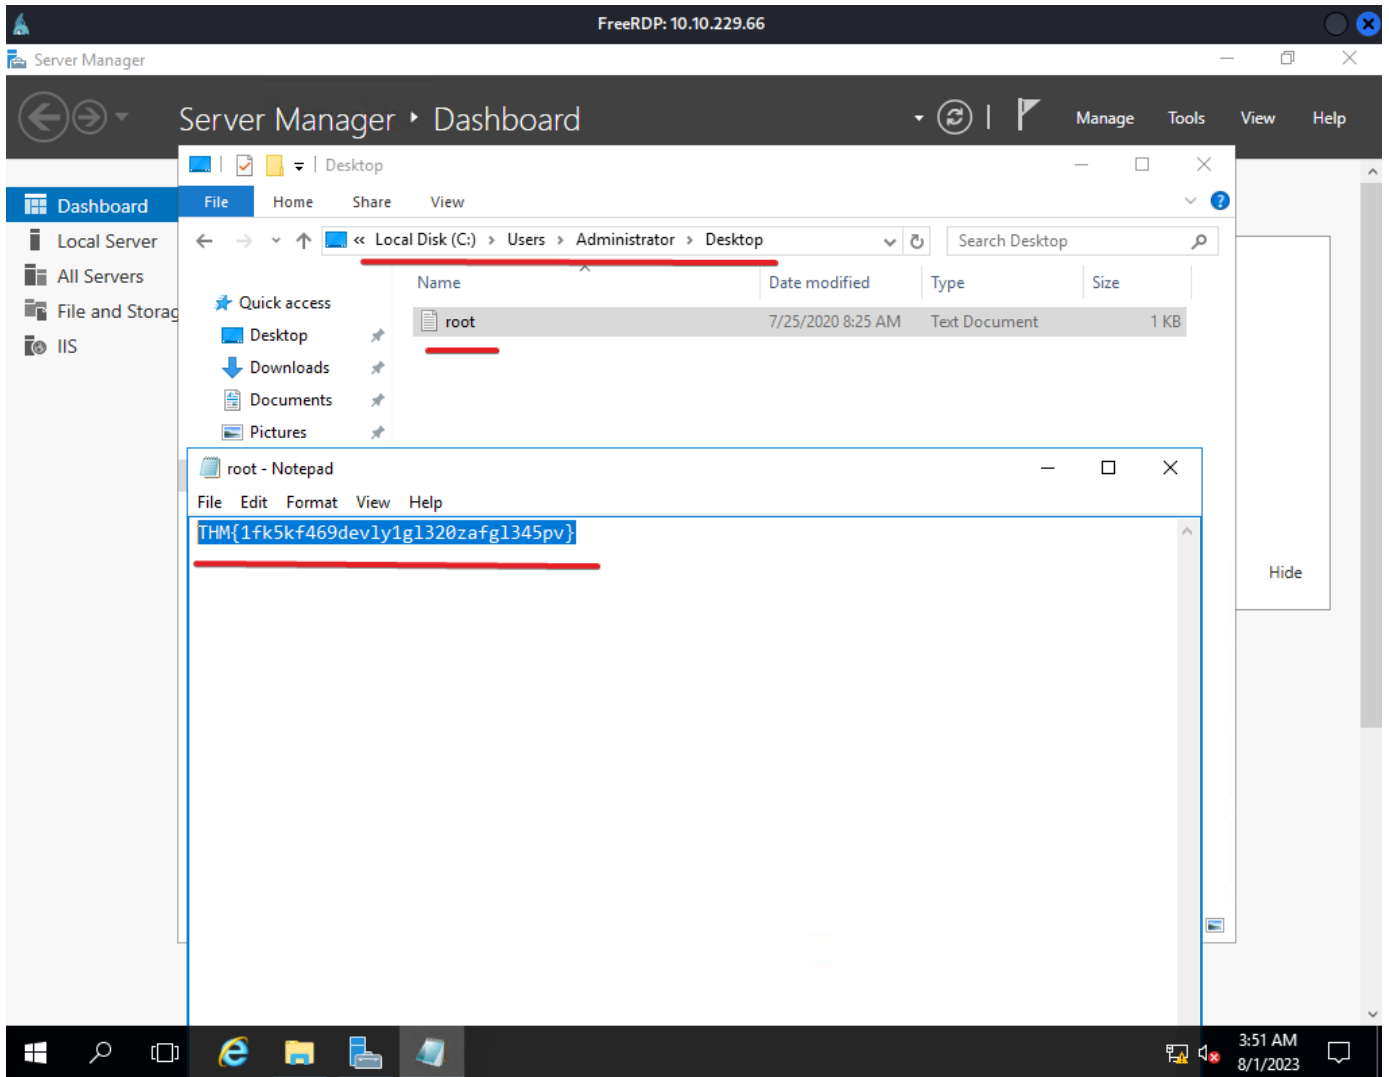 FreeRDP: 10.10.229.66
Server Manager
Server Manager Dashboard
Manage Tools View Help
Desktop
File Home Share View
« Local Disk (C:) > Users > Administrator > Desktop
Search Desktop
Name Date modified Type Size
root 7/25/2020 8:25 AM Text Document 1 KB
Dashboard
Local Server
All Servers
File and Storag
IIS
Quick access
Desktop
Downloads
Documents
Pictures
root - Notepad
File Edit Format View Help
THM{1fk5kf469devly1gl320zafgl345pv}
Hide
3:51 AM
8/1/2023